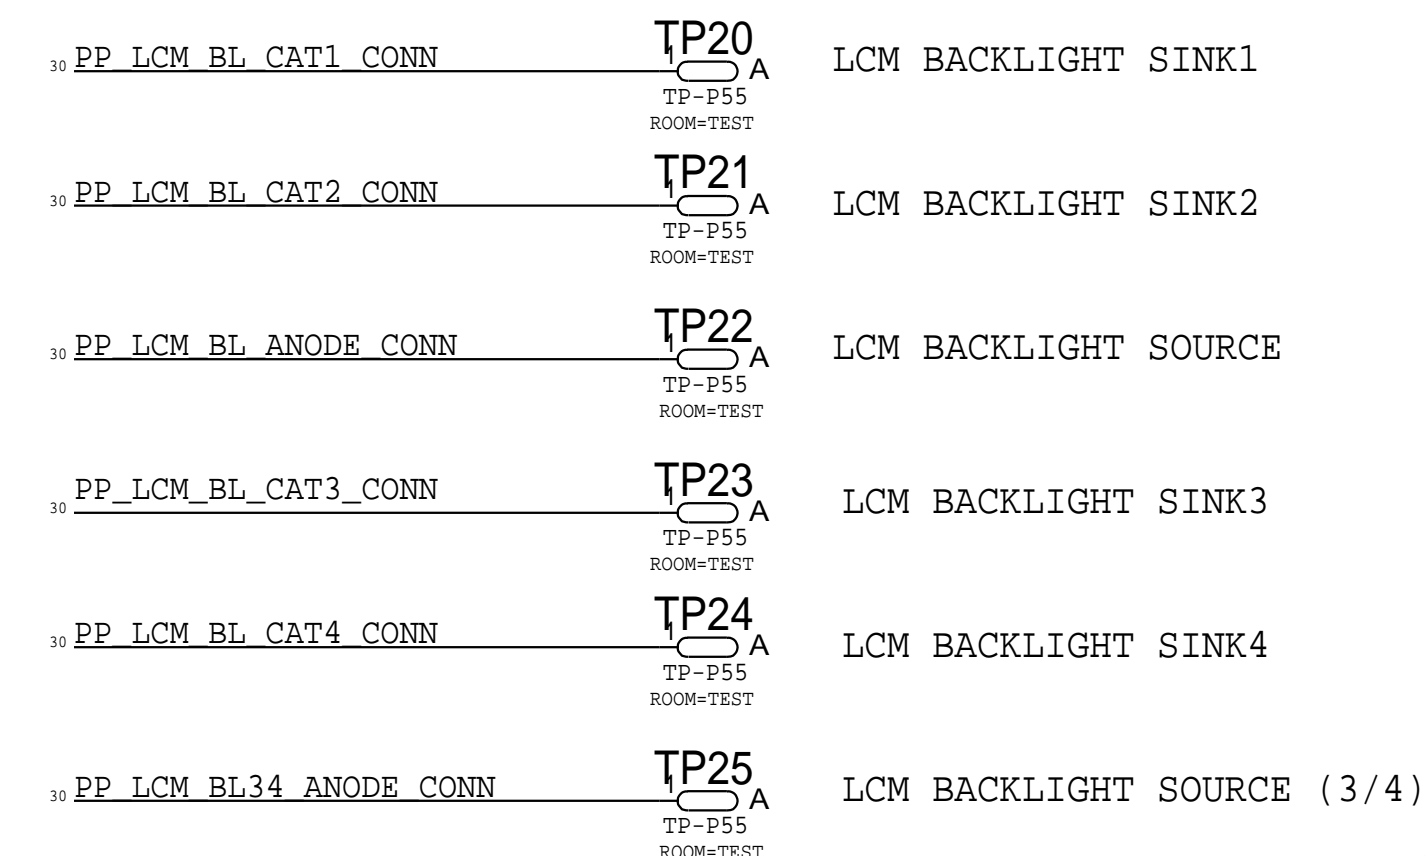 30 PP_LCM_BL_CAT1_CONN 1 TP20 A LCM BACKLIGHT SINK1
TP-P55
ROOM=TEST
30 PP_LCM_BL_CAT2_CONN 1 TP21 A LCM BACKLIGHT SINK2
TP-P55
ROOM=TEST
30 PP_LCM_BL_ANODE_CONN 1 TP22 A LCM BACKLIGHT SOURCE
TP-P55
ROOM=TEST
30 PP_LCM_BL_CAT3_CONN 1 TP23 A LCM BACKLIGHT SINK3
TP-P55
ROOM=TEST
30 PP_LCM_BL_CAT4_CONN 1 TP24 A LCM BACKLIGHT SINK4
TP-P55
ROOM=TEST
30 PP_LCM_BL34_ANODE_CONN 1 TP25 A LCM BACKLIGHT SOURCE (3/4)
TP-P55
ROOM=TEST